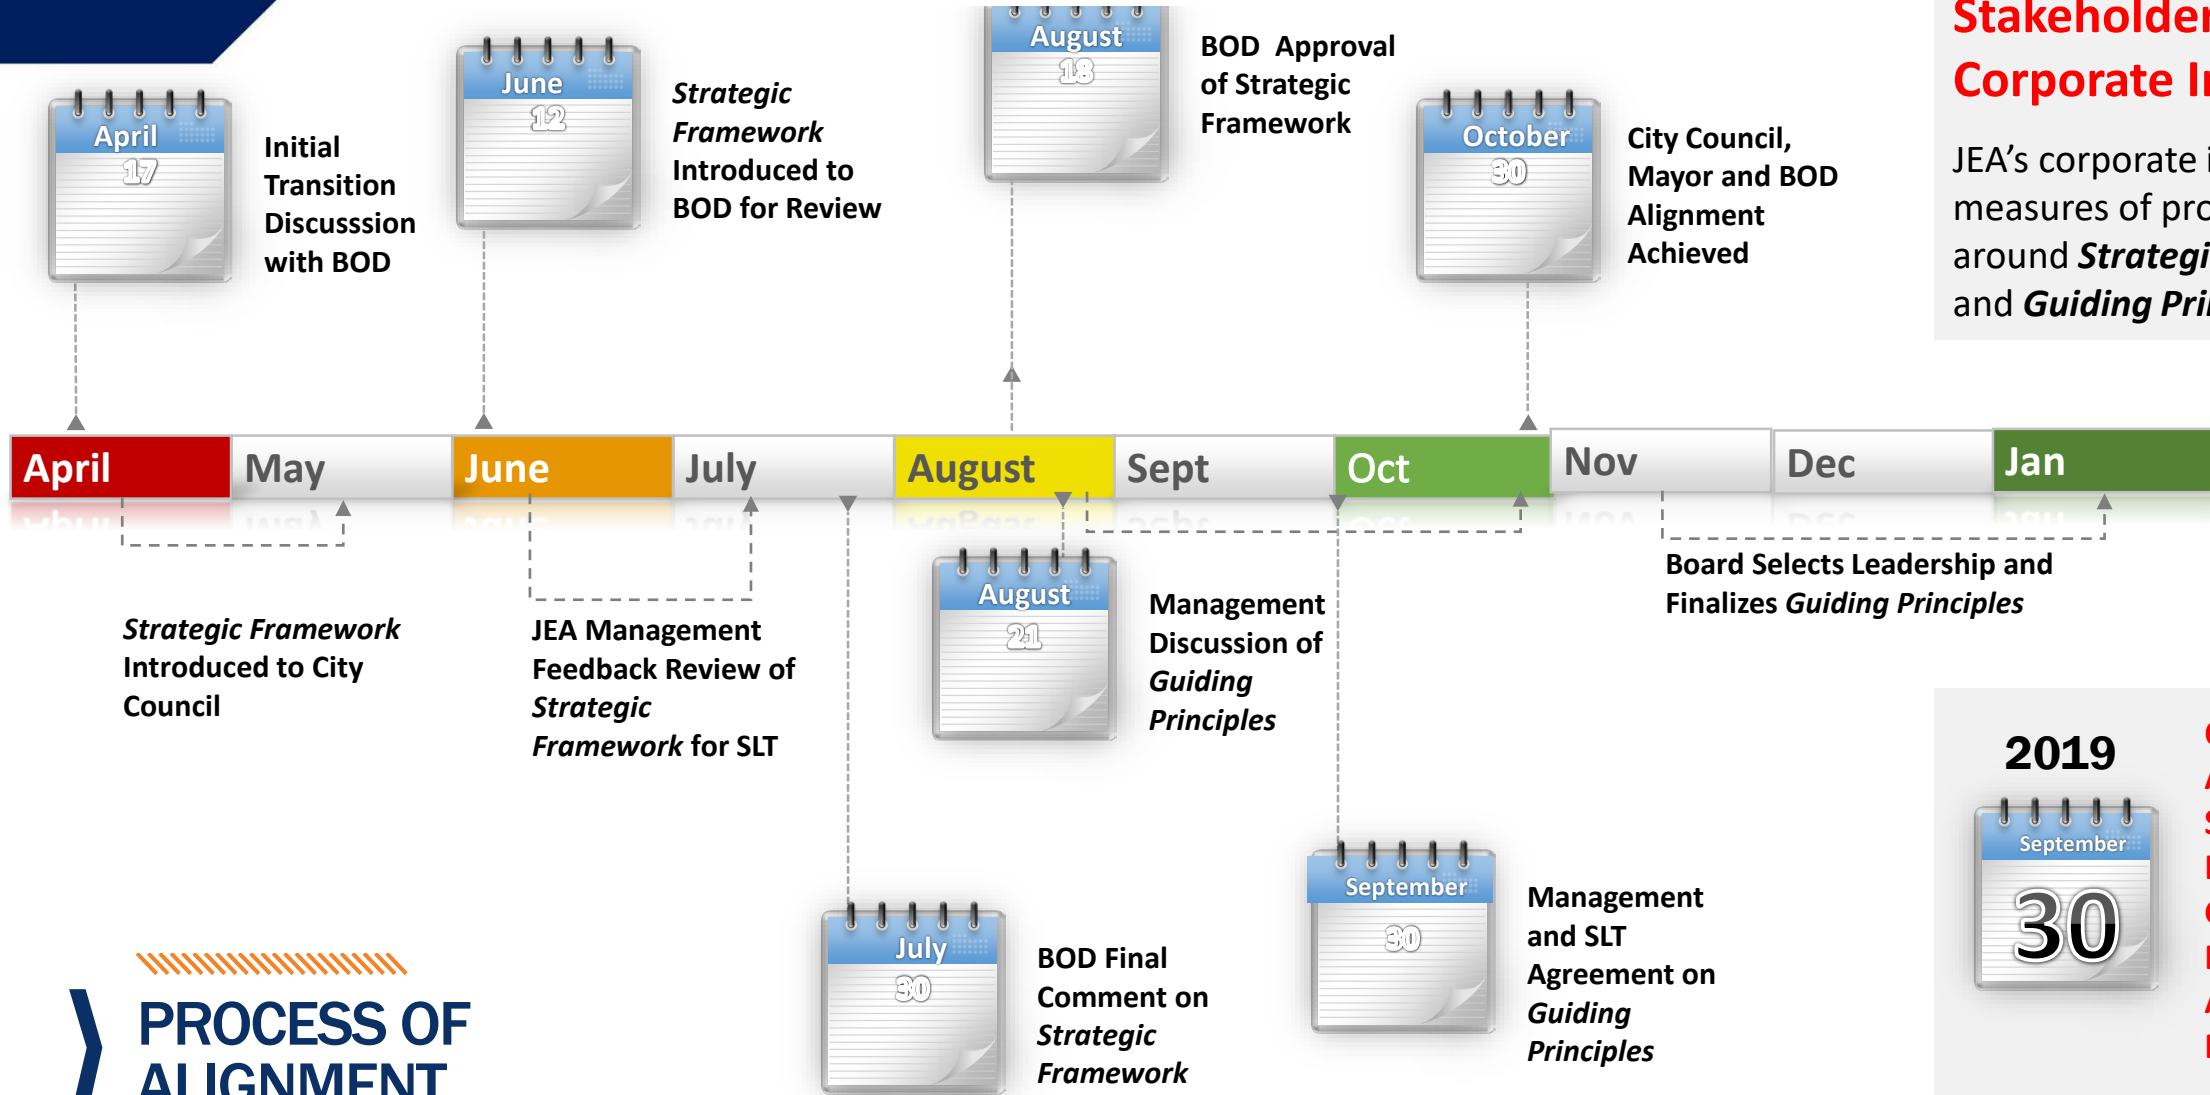 April
17
Initial
Transition
Discusssion
with BOD
June
12
Strategic
Framework
Introduced to
BOD for Review
August
18
BOD Approval
of Strategic
Framework
October
30
City Council,
Mayor and BOD
Alignment
Achieved
Stakeholder
Corporate
JEA's corporate
measures of
around
and Guiding
April
May
June
July
August
Sept
Oct
Nov
Dec
Jan
Strategic Framework
Introduced to City
Council
JEA Management
Feedback Review of
Strategic
Framework for SLT
August
21
Management
Discussion of
Guiding
Principles
Board Selects Leadership and
Finalizes Guiding Principles
July
30
BOD Final
Comment on
Strategic
Framework
September
30
Management
and SLT
Agreement on
Guiding
Principles
2019
September
30
PROCESS OF
ALIGNMENT